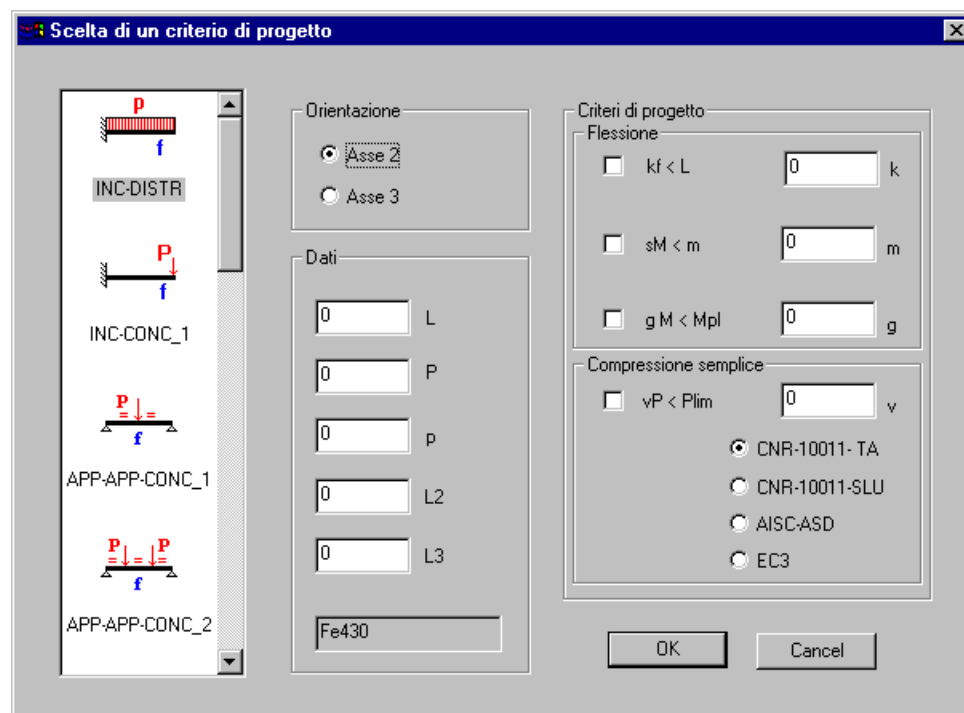 Scelta di un criterio di progetto
p
f
INC-DISTR
P
f
INC-CONC_1
P
= =
f
APP-APP-CONC_1
P P
= = =
f
APP-APP-CONC_2
Orientazione
Asse 2
Asse 3
Dati
0 L
0 P
0 p
0 L2
0 L3
Fe430
Criteri di progetto
Flessione
kf < L 0 k
sM < m 0 m
g M < Mpl 0 g
Compressione semplice
vP < Plim 0 v
CNR-10011- TA
CNR-10011-SLU
AISC-ASD
EC3
OK Cancel